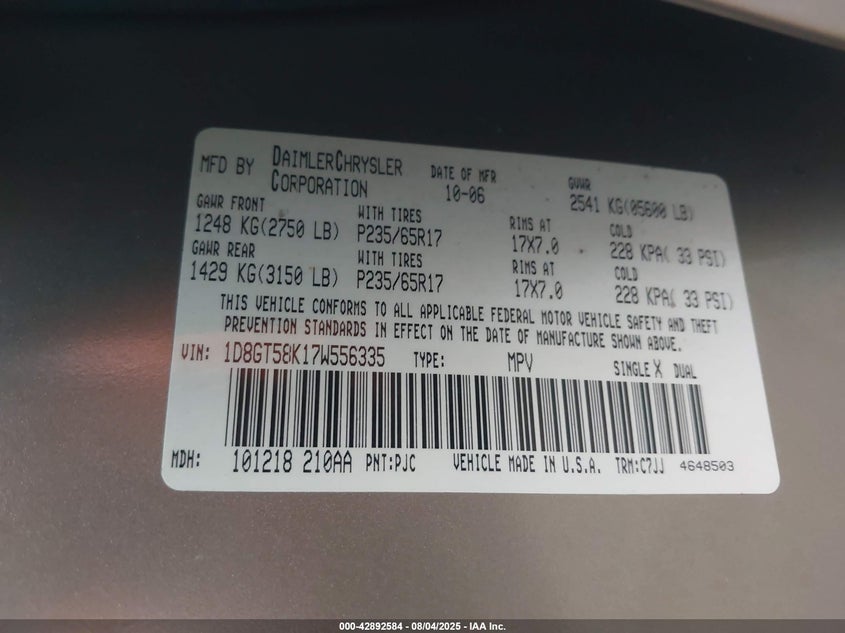 MFD BY DAIMLERCHRYSLER CORPORATION DATE OF MFR 10-06 GVWR 2541 KG(05600 LB)
GAWR FRONT WITH TIRES RIMS AT COLD
1248 KG(2750 LB) P235/65R17 17X7.0 228 KPA( 33 PSI)
GAWR REAR WITH TIRES RIMS AT COLD
1429 KG(3150 LB) P235/65R17 17X7.0 228 KPA( 33 PSI)
THIS VEHICLE CONFORMS TO ALL APPLICABLE FEDERAL MOTOR VEHICLE SAFETY AND THEFT
PREVENTION STANDARDS IN EFFECT ON THE DATE OF MANUFACTURE SHOWN ABOVE.
VIN: 1D8GT58K17W556335 TYPE: MPV SINGLE X DUAL
MDH: 101218 210AA PNT:PJC VEHICLE MADE IN U.S.A. TRM:C7JJ 4648503
000-42892584 - 08/04/2025 - IAA Inc.